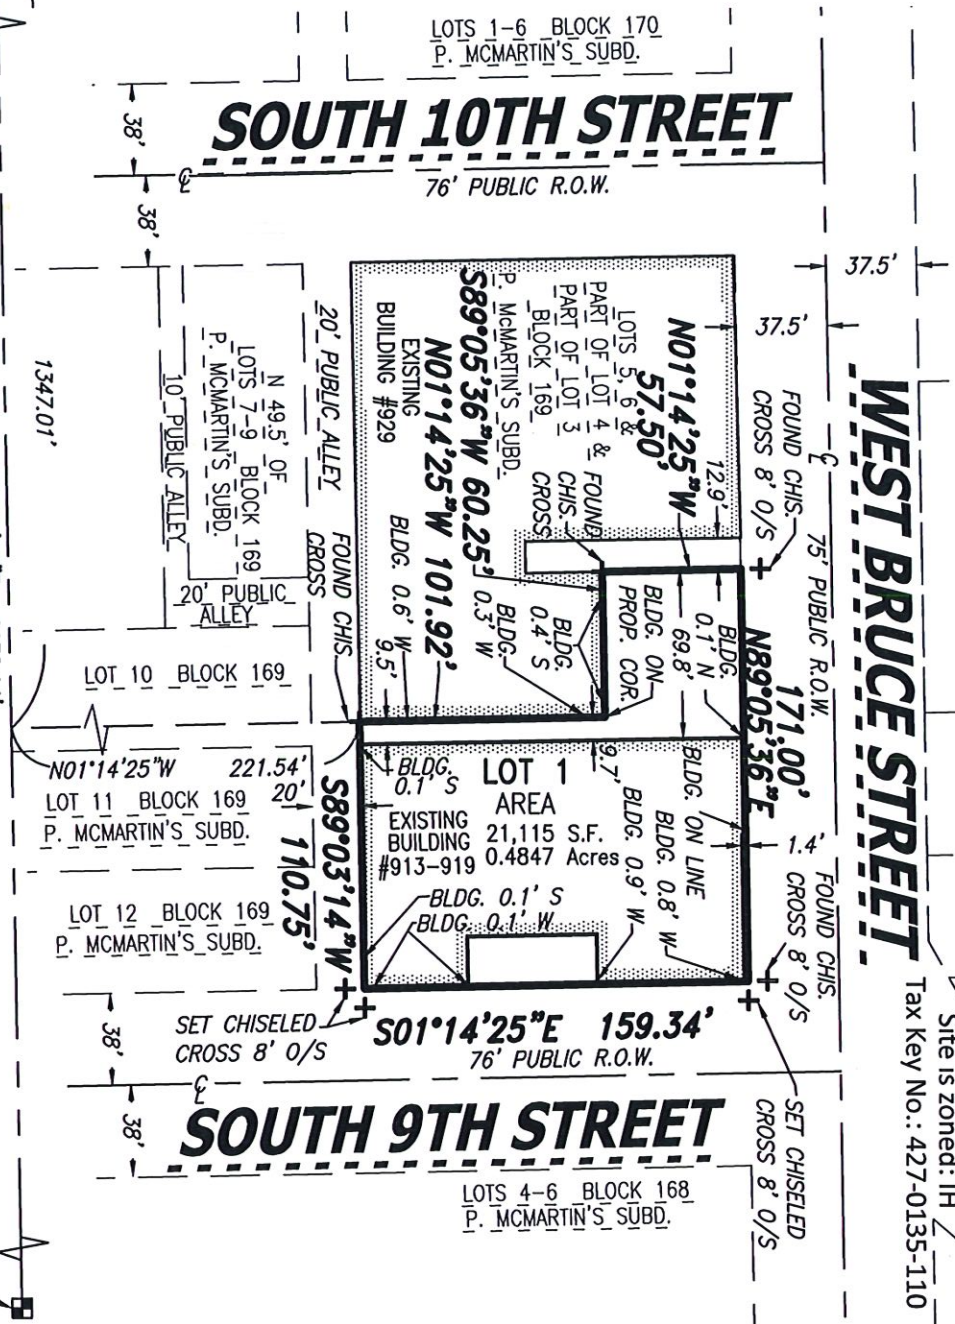 LOTS 1-6 BLOCK 170
P. MCMARTIN'S SUBD.
SOUTH 10TH STREET
76' PUBLIC R.O.W.
38'
38'
37.5'
37.5'
WEST BRUCE STREET
75' PUBLIC R.O.W.
Site is zoned: IH
Tax Key No.: 427-0135-110
FOUND CHIS.
CROSS 8' O/S
LOTS 5, 6 &
PART OF LOT 4 &
PART OF LOT 3
BLOCK 169
P. McMARTIN'S SUBD.
N01°14'25"W
57.50'
12.9'
S89°05'36"W 60.25'
N01°14'25"W 101.92'
EXISTING
BUILDING #929
FOUND
CHIS.
CROSS
BLDG. 0.6' W
9.5'
BLDG.
0.3' W
BLDG.
0.4' S
BLDG. ON
PROP. COR.
69.8'
BLDG.
0.1' N
171.00'
N89°05'36"E
20' PUBLIC ALLEY
N 49.5' OF
LOTS 7-9 BLOCK 169
P. MCMARTIN'S SUBD.
10' PUBLIC ALLEY
20' PUBLIC
ALLEY
1347.01'
FOUND CHIS.
CROSS
LOT 10 BLOCK 169
N01°14'25"W 221.54'
LOT 11 BLOCK 169
P. MCMARTIN'S SUBD.
20'
LOT 12 BLOCK 169
P. MCMARTIN'S SUBD.
S89°03'14"W
110.75'
BLDG.
0.1' S
LOT 1
AREA
21,115 S.F.
0.4847 Acres
EXISTING
BUILDING
#913-919
9.7'
BLDG. 0.9' W
BLDG. 0.8' W
BLDG. ON LINE
1.4'
FOUND CHIS.
CROSS 8' O/S
BLDG. 0.1' S
BLDG. 0.1' W
SET CHISELED
CROSS 8' O/S
S01°14'25"E 159.34'
76' PUBLIC R.O.W.
SET CHISELED
CROSS 8' O/S
38'
38'
SOUTH 9TH STREET
LOTS 4-6 BLOCK 168
P. MCMARTIN'S SUBD.